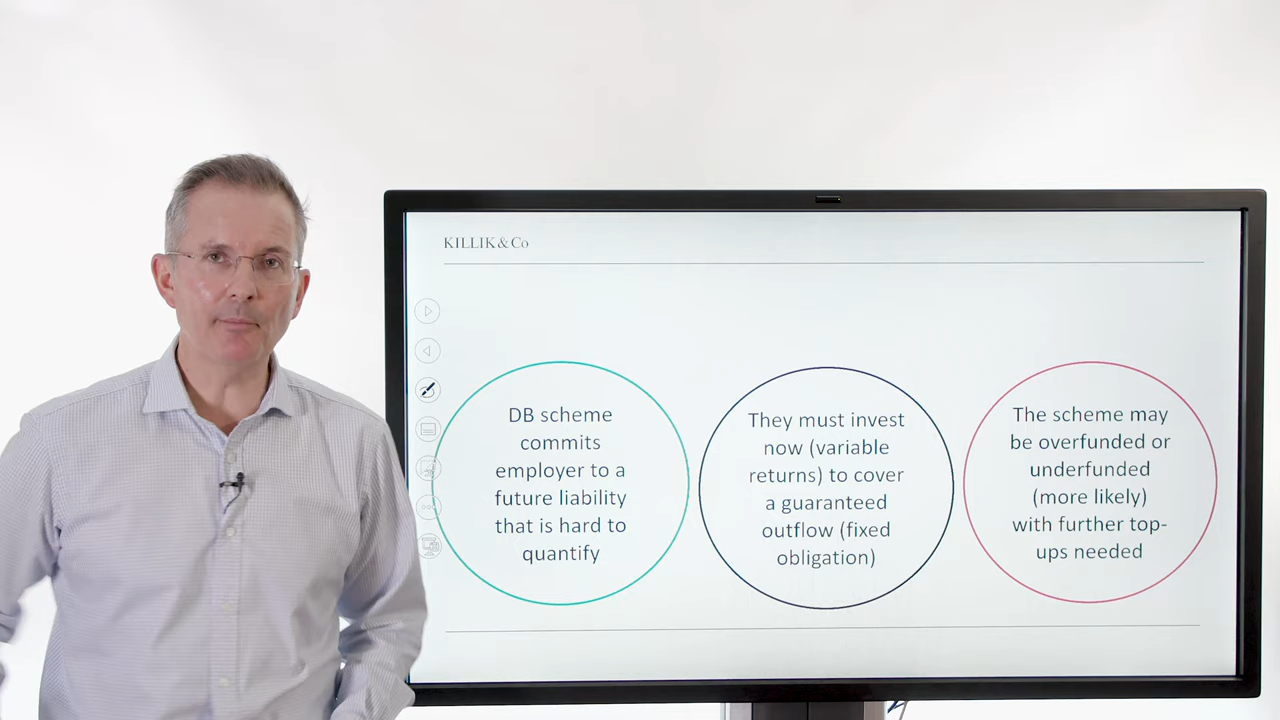 KILLIK & Co
DB scheme
commits
employer to a
future liability
that is hard to
quantify
They must invest
now (variable
returns) to cover
a guaranteed
outflow (fixed
obligation)
The scheme may
be overfunded or
underfunded
(more likely)
with further top-
ups needed